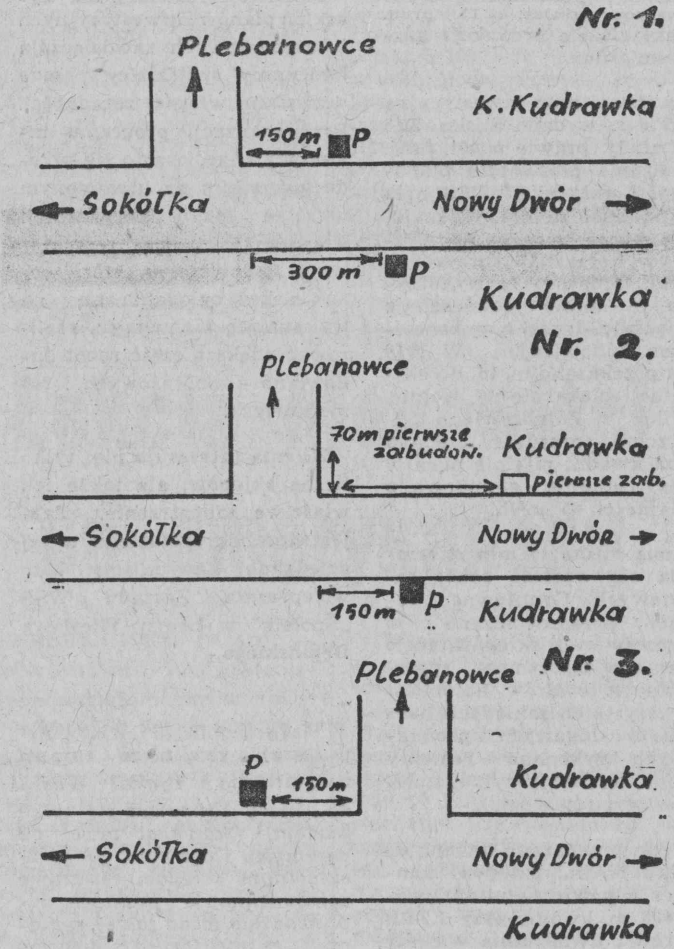 Nr. 1.
Plebanowce
K. Kudrawka
150 m P
← Sokółka Nowy Dwór →
300 m P
Kudrawka
Nr. 2.
Plebanowce
70m pierwsze
zabudow.
Kudrawka
pierwsze zab.
← Sokółka Nowy Dwór →
150 m P
Kudrawka
Nr. 3.
Plebanowce
P
150 m
Kudrawka
← Sokółka Nowy Dwór →
Kudrawka